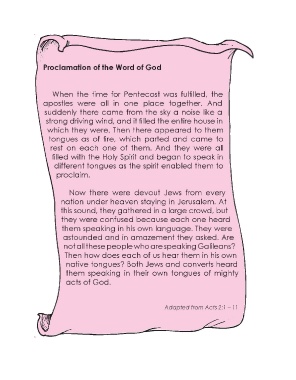 Proclamation of the Word of God
When the time for Pentecost was fulfilled, the
apostles were all in one place together. And
suddenly there came from the sky a noise like a
strong driving wind, and it filled the entire house in
which they were. Then there appeared to them
tongues as of fire, which parted and came to
rest on each one of them. And they were all
filled with the Holy Spirit and began to speak in
different tongues as the spirit enabled them to
proclaim.
Now there were devout Jews from every
nation under heaven staying in Jerusalem. At
this sound, they gathered in a large crowd, but
they were confused because each one heard
them speaking in his own language. They were
astounded and in amazement they asked. Are
not all these people who are speaking Galileans?
Then how does each of us hear them in his own
native tongues? Both Jews and converts heard
them speaking in their own tongues of mighty
acts of God.
Adapted from Acts 2:1 – 11